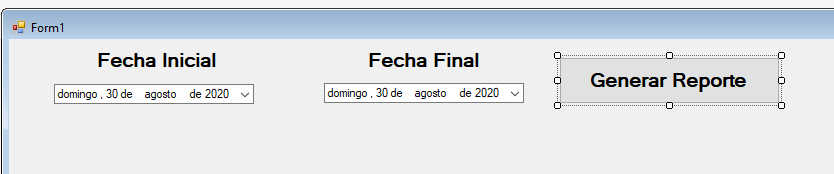 Form1
Fecha Inicial
Fecha Final
Generar Reporte
domingo , 30 de agosto de 2020
domingo , 30 de agosto de 2020